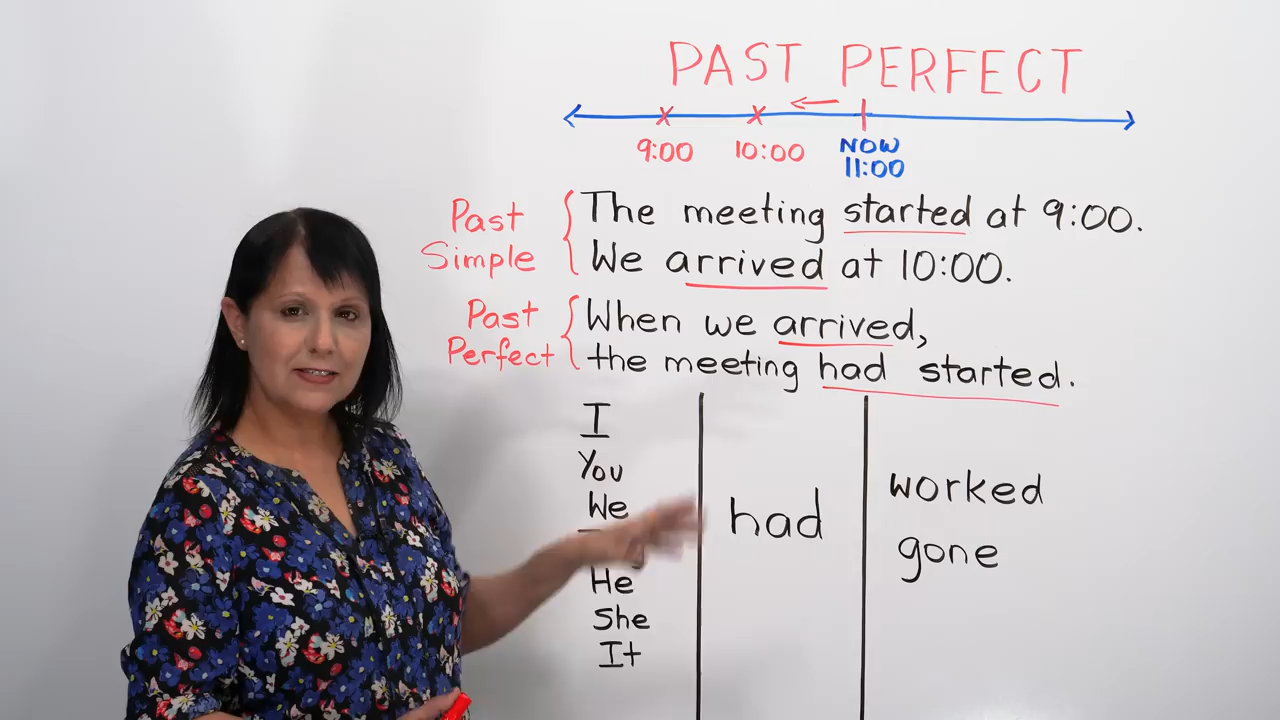 PAST PERFECT
9:00 10:00 NOW
11:00
Past Simple
The meeting started at 9:00.
We arrived at 10:00.
Past Perfect
When we arrived,
the meeting had started.
I
You
We
He
She
It
had
worked
gone